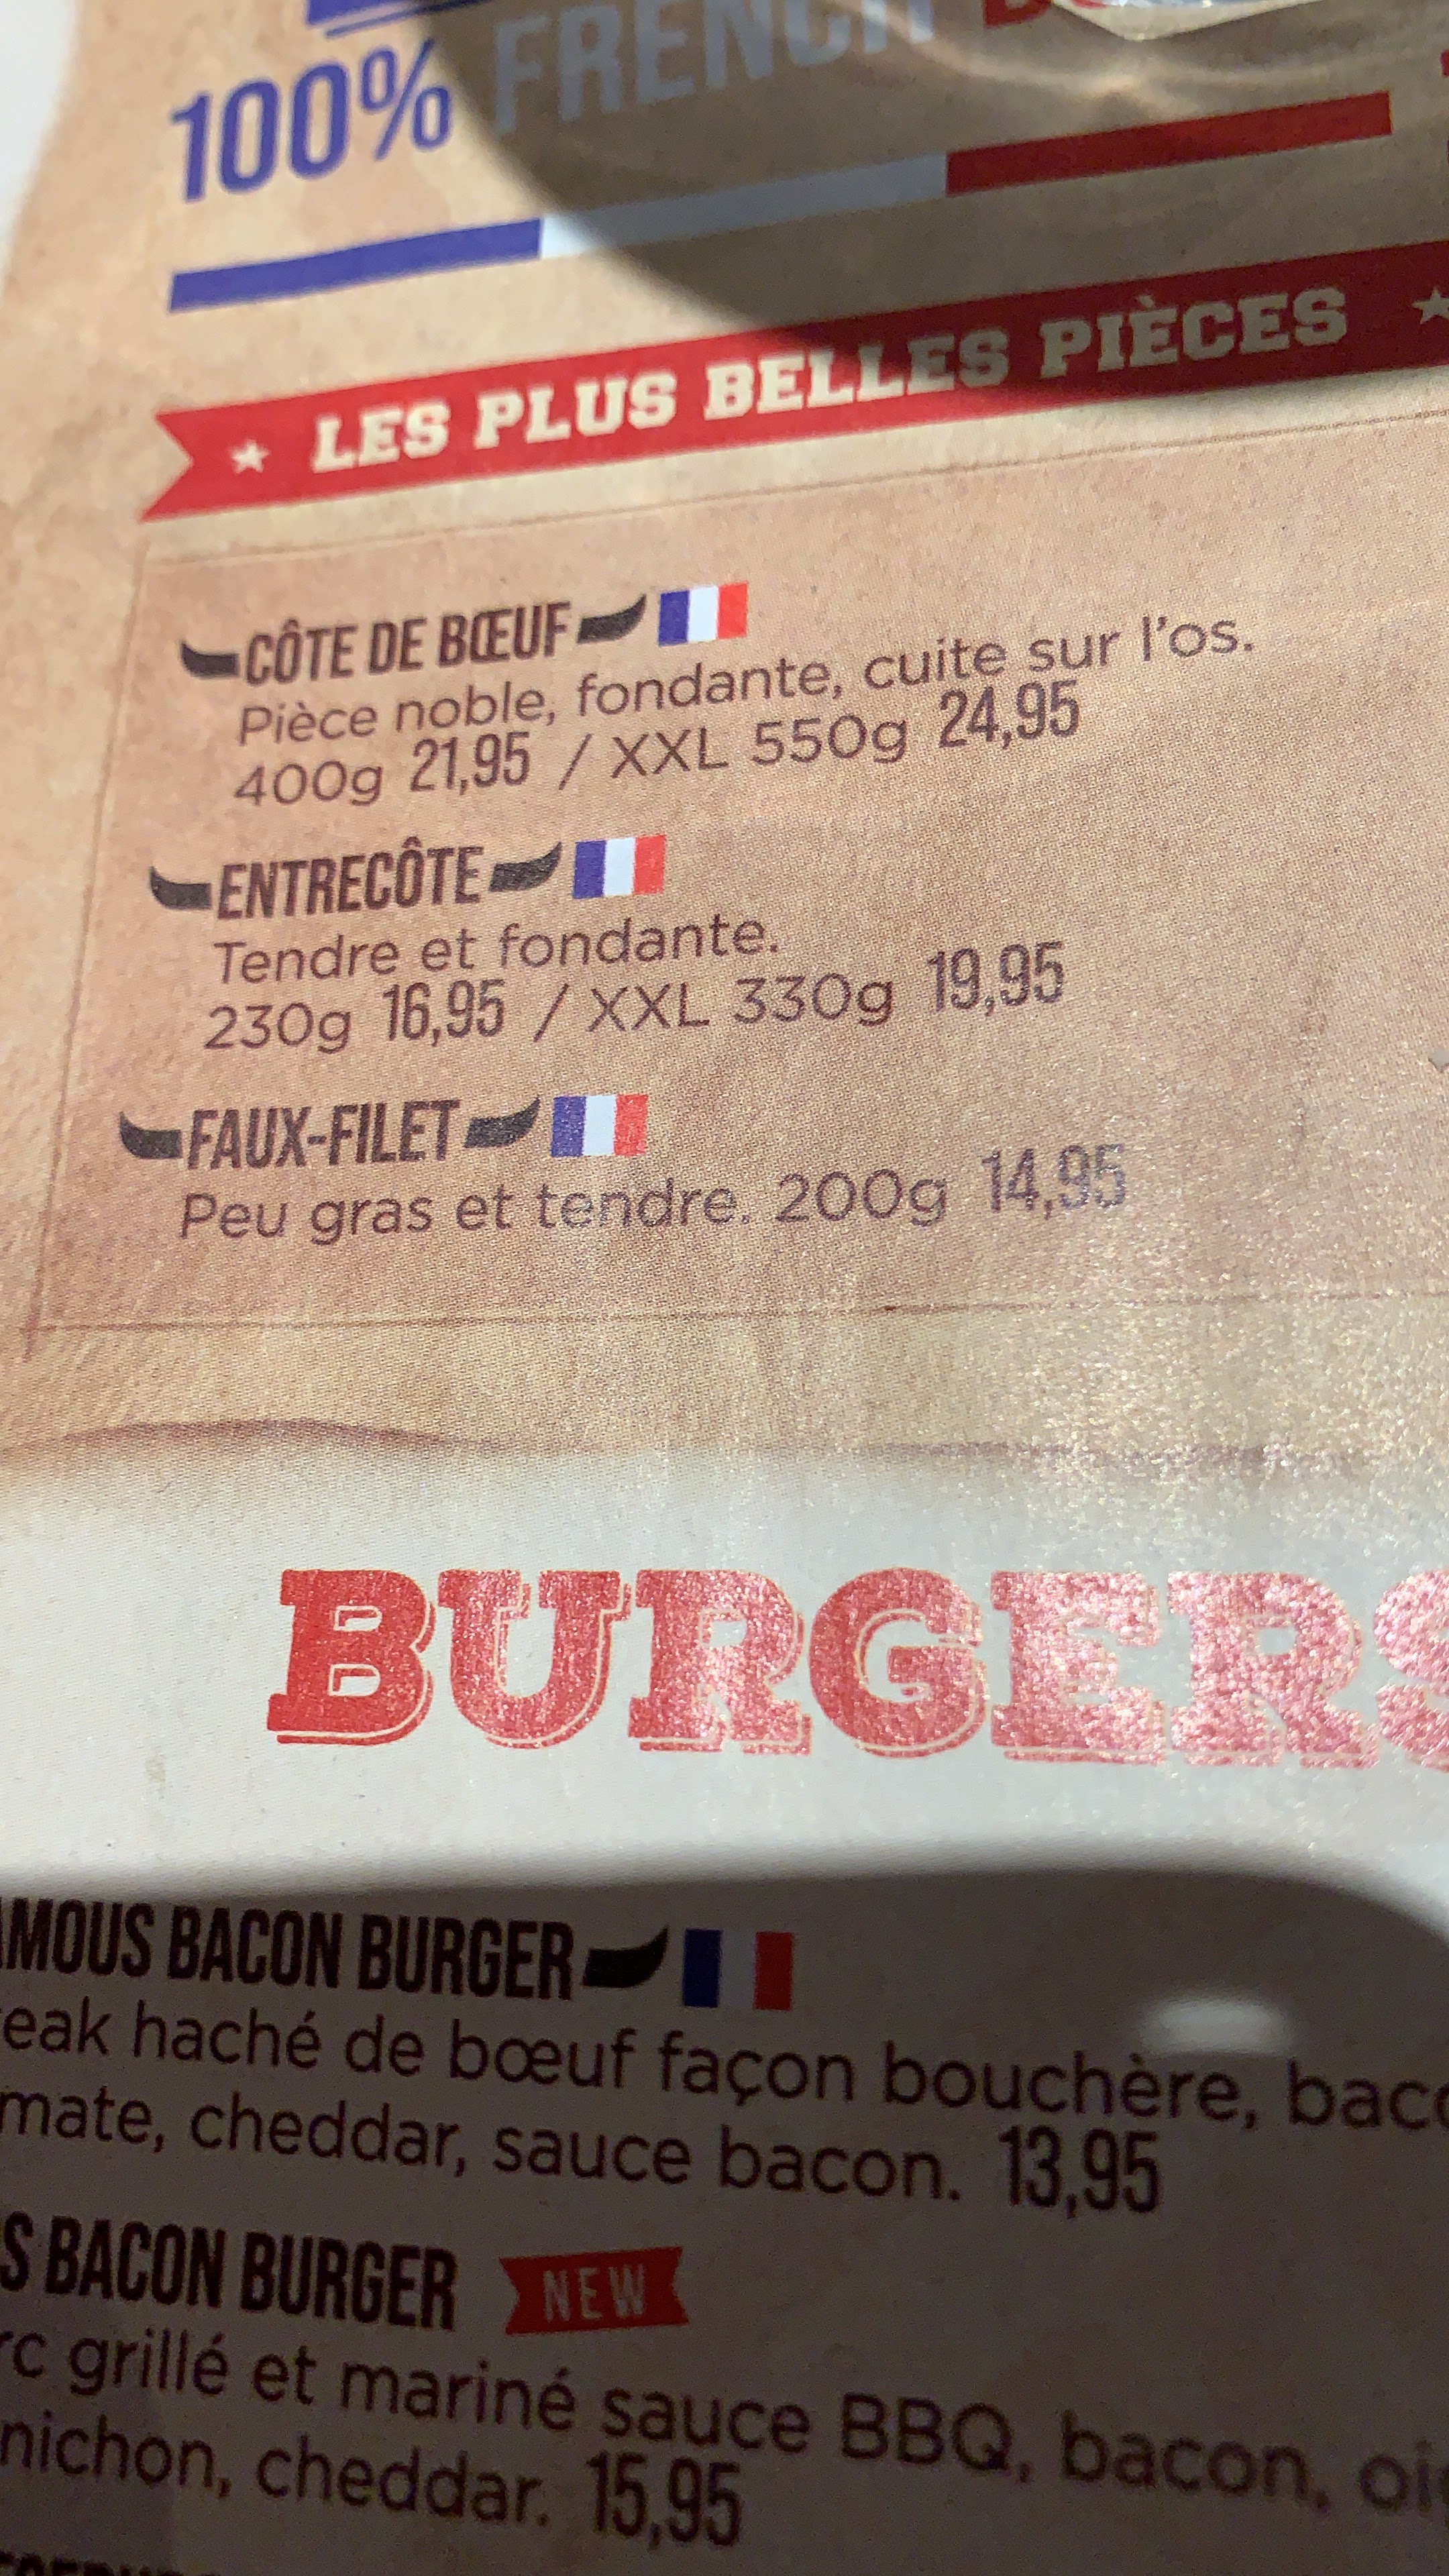 100% FRENCH
LES PLUS BELLES PIÈCES
CÔTE DE BŒUF
Pièce noble, fondante, cuite sur l'os.
400g 21,95 / XXL 550g 24,95
ENTRECÔTE
Tendre et fondante.
230g 16,95 / XXL 330g 19,95
FAUX-FILET
Peu gras et tendre. 200g 14,95
BURGERS
MOUS BACON BURGER
eak haché de bœuf façon bouchère, bac
mate, cheddar, sauce bacon. 13,95
S BACON BURGER NEW
rc grillé et mariné sauce BBQ, bacon, oi
nichon, cheddar. 15,95